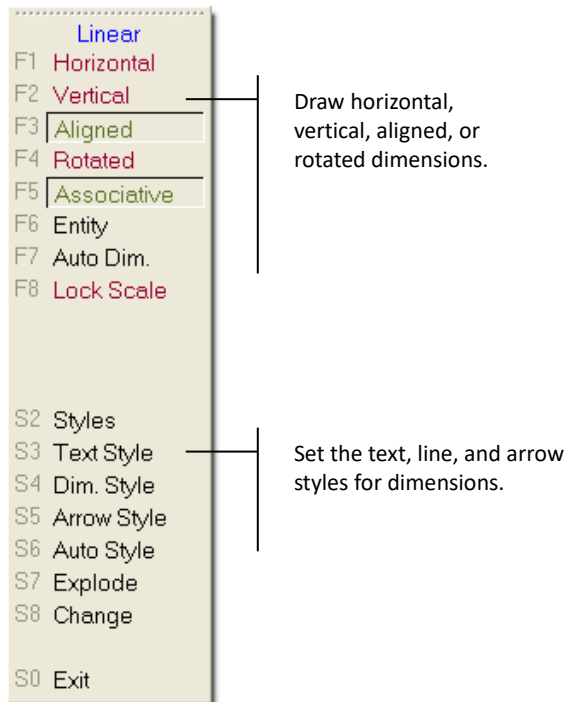 Linear
F1 Horizontal
F2 Vertical
F3 Aligned
F4 Rotated
F5 Associative
F6 Entity
F7 Auto Dim.
F8 Lock Scale
Draw horizontal,
vertical, aligned, or
rotated dimensions.
S2 Styles
S3 Text Style
S4 Dim. Style
S5 Arrow Style
S6 Auto Style
S7 Explode
S8 Change
S0 Exit
Set the text, line, and arrow
styles for dimensions.